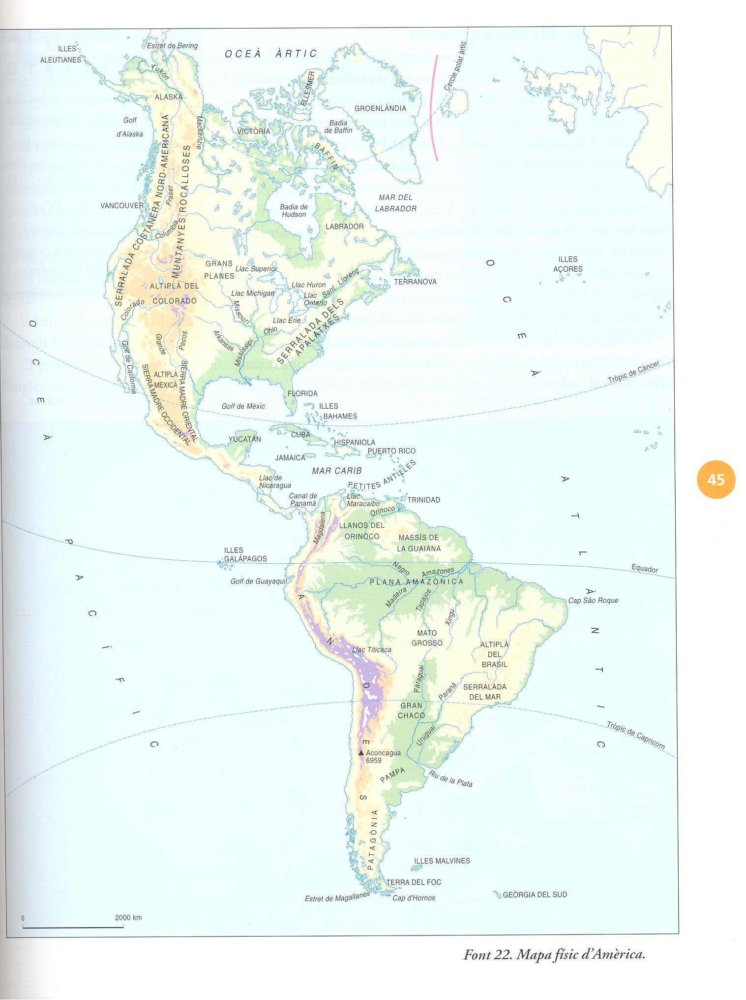 ILLES
ALEUTIANES
Estret de Bering
OCEÀ ÀRTIC
Cercle polar àrtic
Yukon
ALASKA
ELLESMER
GROENLÀNDIA
Golf
d'Alaska
Mackenzie
VICTÒRIA
Badia
de Baffin
BAFFIN
SERRALADA COSTANERA NORD-AMERICANA
MUNTANYES ROCALLOSES
Fraser
VANCOUVER
Columbia
Badia de
Hudson
MAR DEL
LABRADOR
LABRADOR
GRANS
PLANES
Llac Superior
ILLES
AÇORES
TERRANOVA
ALTIPLÀ DEL
COLORADO
Llac Michigan
Llac Huron
Llac
Ontario
Sant Llorenç
Colorado
Missouri
Llac Erie
Ohio
SERRALADA DELS
APALATXES
Grande
Pecos
Arkansas
Mississipí
Golf de Califòrnia
ALTIPLÀ
MEXICÀ
SIERRA MADRE OCCIDENTAL
SIERRA MADRE ORIENTAL
Tròpic de Càncer
FLORIDA
Golf de Mèxic
ILLES
BAHAMES
YUCATÁN
CUBA
HISPANIOLA
PUERTO RICO
JAMAICA
MAR CARIB
PETITES ANTILLES
Llac de
Nicaragua
Canal de
Panamà
Llac
Maracaibo
TRINIDAD
Orinoco
Magdalena
LLANOS DEL
ORINOCO
MASSÍS DE
LA GUAIANA
45
OCEÀ PACÍFIC
OCEÀ ATLÀNTIC
ILLES
GALÁPAGOS
Equador
Golf de Guayaquil
Negro
Amazones
PLANA AMAZÒNICA
Madeira
Tapajos
Xingu
Cap São Roque
ANDES
MATO
GROSSO
Llac Titicaca
ALTIPLÀ
DEL
BRASIL
Paraguai
Paraná
SERRALADA
DEL MAR
GRAN
CHACO
Uruguai
Tròpic de Capricorn
Aconcagua
6959
PAMPA
Riu de la Plata
PATAGÒNIA
ILLES MALVINES
TERRA DEL FOC
Estret de Magallanes
Cap d'Hornos
GEÒRGIA DEL SUD
0 2000 km
Font 22. Mapa físic d'Amèrica.